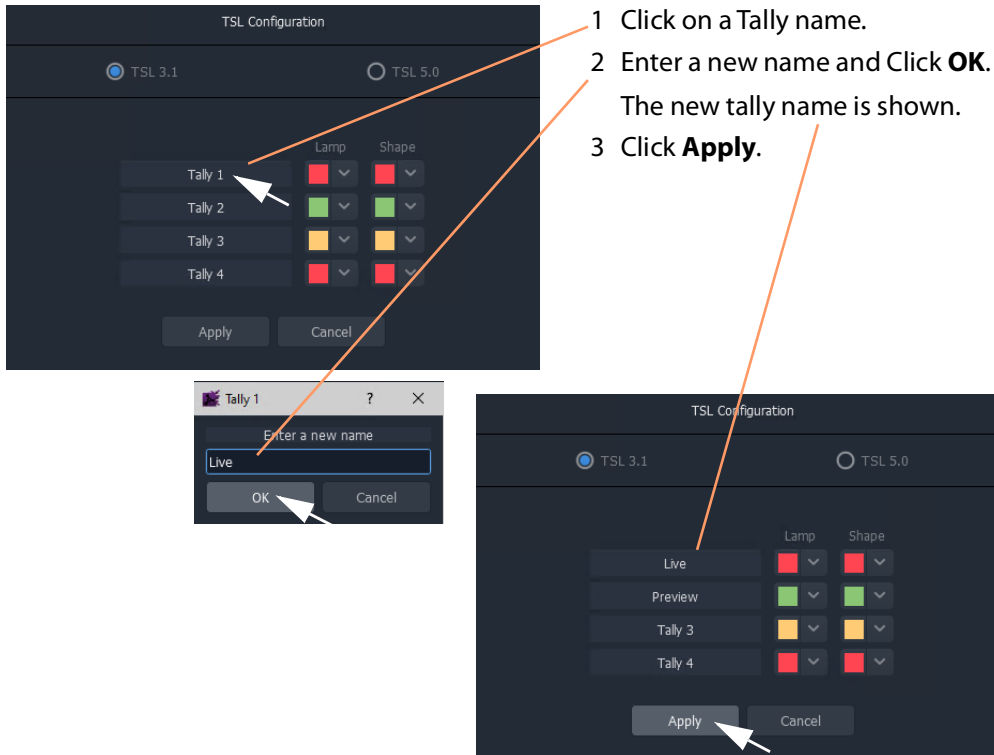 TSL Configuration
TSL 3.1 TSL 5.0
Lamp Shape
Tally 1
Tally 2
Tally 3
Tally 4
Apply Cancel
1 Click on a Tally name.
2 Enter a new name and Click OK.
The new tally name is shown.
3 Click Apply.
Tally 1 ? ×
Enter a new name
Live
OK Cancel
TSL Configuration
TSL 3.1 TSL 5.0
Lamp Shape
Live
Preview
Tally 3
Tally 4
Apply Cancel